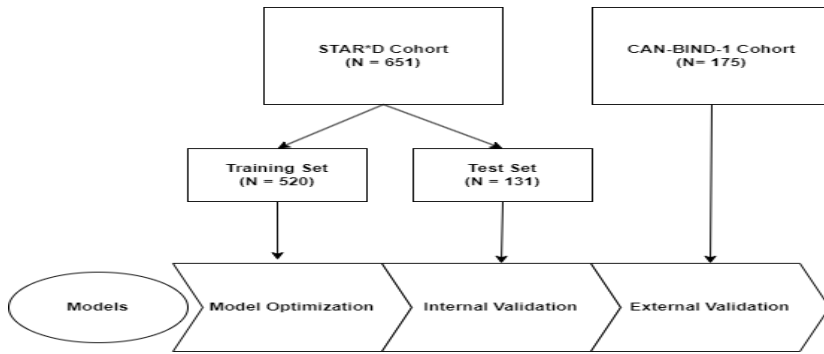 STAR*D Cohort
(N = 651)
CAN-BIND-1 Cohort
(N= 175)
Training Set
(N = 520)
Test Set
(N = 131)
Models
Model Optimization
Internal Validation
External Validation